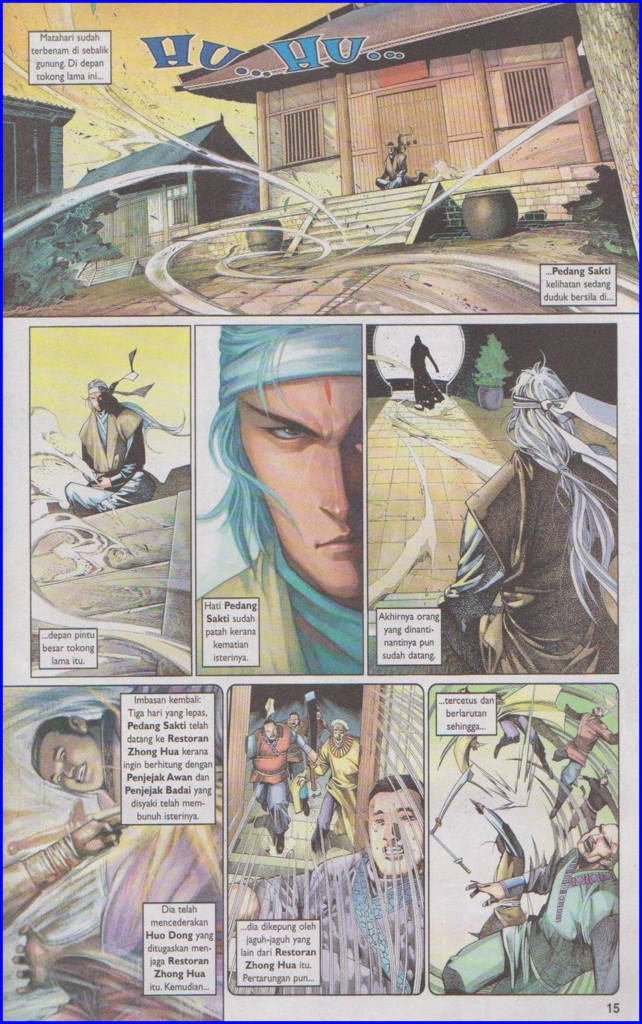 Matahari sudah
terbenam di sebalik
gunung. Di depan
tokong lama ini...
HU... HU...
...Pedang Sakti
kelihatan sedang
duduk bersila di...
...depan pintu
besar tokong
lama itu.
Hati Pedang
Sakti sudah
patah kerana
kematian
isterinya.
Akhirnya orang
yang dinanti-
nantinya pun
sudah datang.
Imbasan kembali:
Tiga hari yang lepas,
Pedang Sakti telah
datang ke Restoran
Zhong Hua kerana
ingin berhitung dengan
Penjejak Awan dan
Penjejak Badai yang
disyaki telah mem-
bunuh isterinya.
Dia telah
mencederakan
Huo Dong yang
ditugaskan men-
jaga Restoran
Zhong Hua
itu. Kemudian...
...dia dikepung oleh
jaguh-jaguh yang
lain dari Restoran
Zhong Hua itu.
Pertarungan pun...
...tercetus dan
berlarutan
sehingga...
15